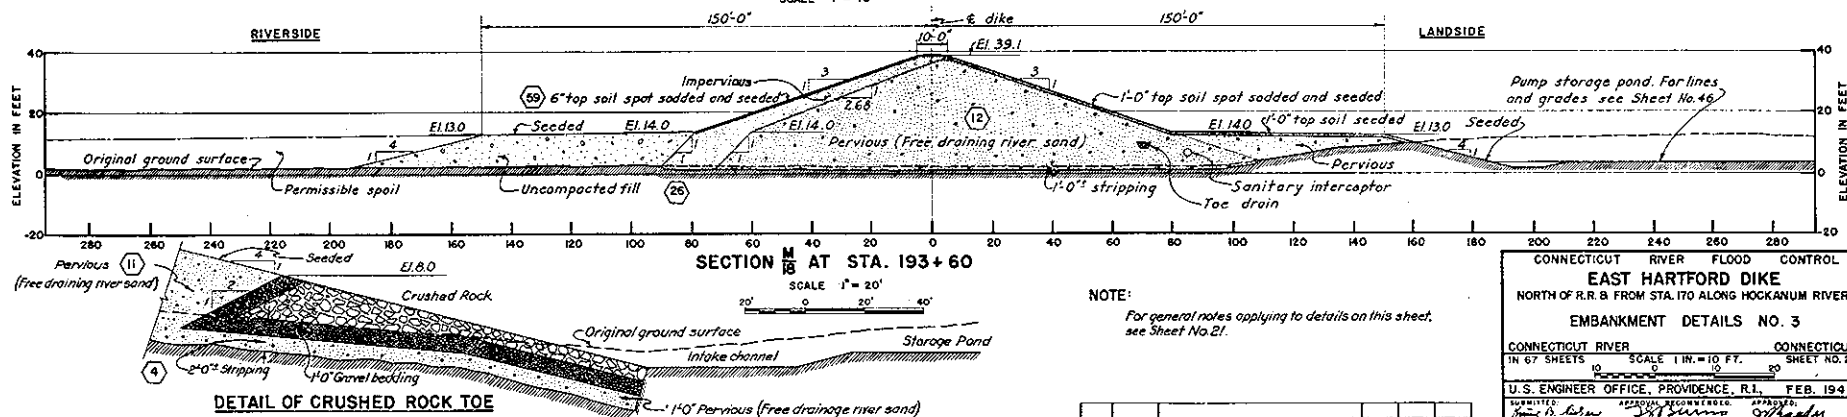 150'-0"
℄ dike
150'-0"
RIVERSIDE
LANDSIDE
10'-0"
El. 39.1
ELEVATION IN FEET
40
20
0
-20
Impervious
3
1
2.68
59
6" top soil spot sodded and seeded
3
1
12
1'-0" top soil spot sodded and seeded
Pump storage pond. For lines
and grades see Sheet No.46
El.13.0
Seeded
El.14.0
El.14.0
El.14.0
1'-0" top soil seeded
El.13.0
Seeded
Pervious (Free draining river sand)
Original ground surface
4
1
1
1
Pervious
4
1
Permissible spoil
Uncompacted fill
26
1'-0"± stripping
Sanitary interceptor
Toe drain
40
20
0
-20
ELEVATION IN FEET
280 260 240 220 200 180 160 140 120 100 80 60 40 20 0 20 40 60 80 100 120 140 160 180 200 220 240 260 280
SECTION M/18 AT STA. 193+60
SCALE 1" = 20'
20' 0 20' 40'
Pervious 11
(Free draining river sand)
4
1
Seeded
El.8.0
2
1
Crushed Rock
Original ground surface
Intake channel
Storage Pond
4
2'-0"± Stripping
1'-0" Gravel bedding
1'-0" Pervious (Free drainage river sand)
DETAIL OF CRUSHED ROCK TOE
NOTE:
For general notes applying to details on this sheet,
see Sheet No.21.
CONNECTICUT RIVER FLOOD CONTROL
EAST HARTFORD DIKE
NORTH OF R.R. & FROM STA. 170 ALONG HOCKANUM RIVER
EMBANKMENT DETAILS NO. 3
CONNECTICUT RIVER
CONNECTICU
IN 67 SHEETS SCALE 1 IN.=10 FT. SHEET NO. 2
10 0 10 20
U.S. ENGINEER OFFICE, PROVIDENCE, R.I., FEB. 194
SUBMITTED: APPROVAL RECOMMENDED: APPROVED: